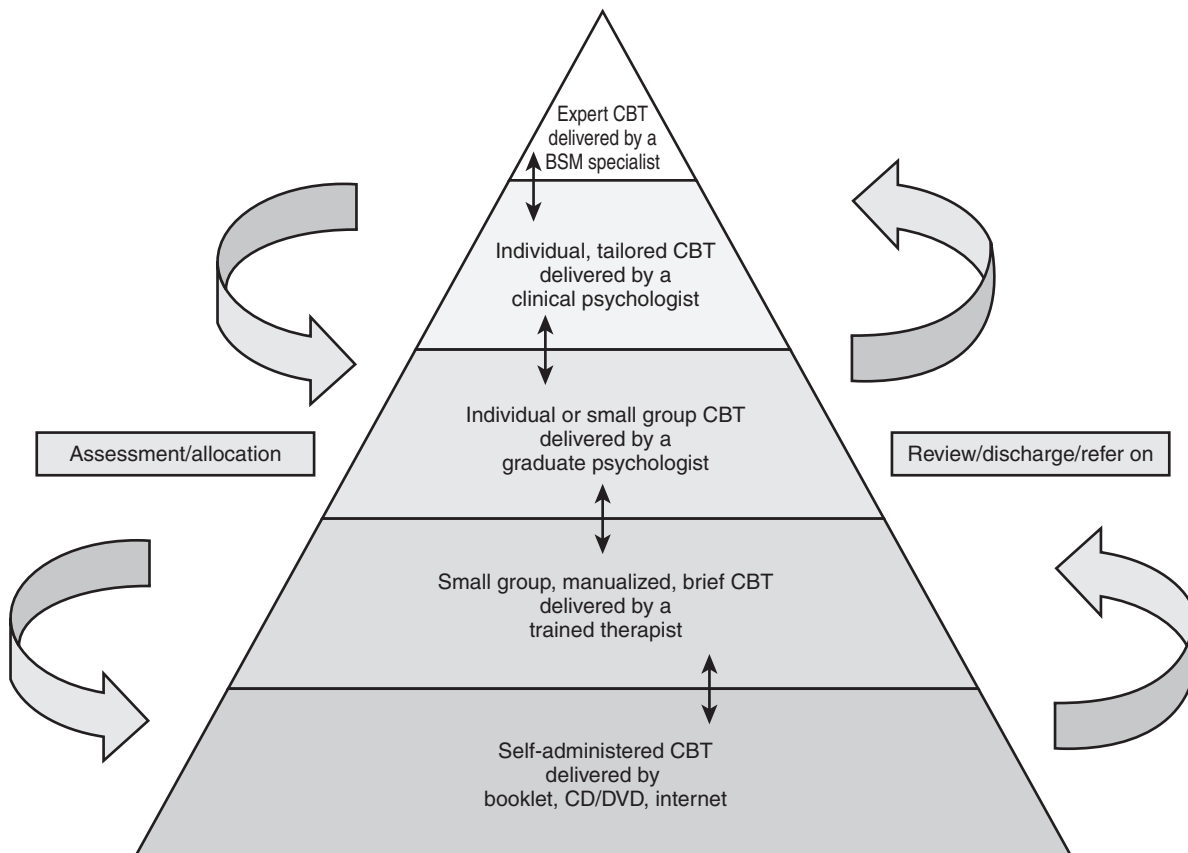 Expert CBT
delivered by a
BSM specialist
Individual, tailored CBT
delivered by a
clinical psychologist
Individual or small group CBT
delivered by a
graduate psychologist
Assessment/allocation
Review/discharge/refer on
Small group, manualized, brief CBT
delivered by a
trained therapist
Self-administered CBT
delivered by
booklet, CD/DVD, internet